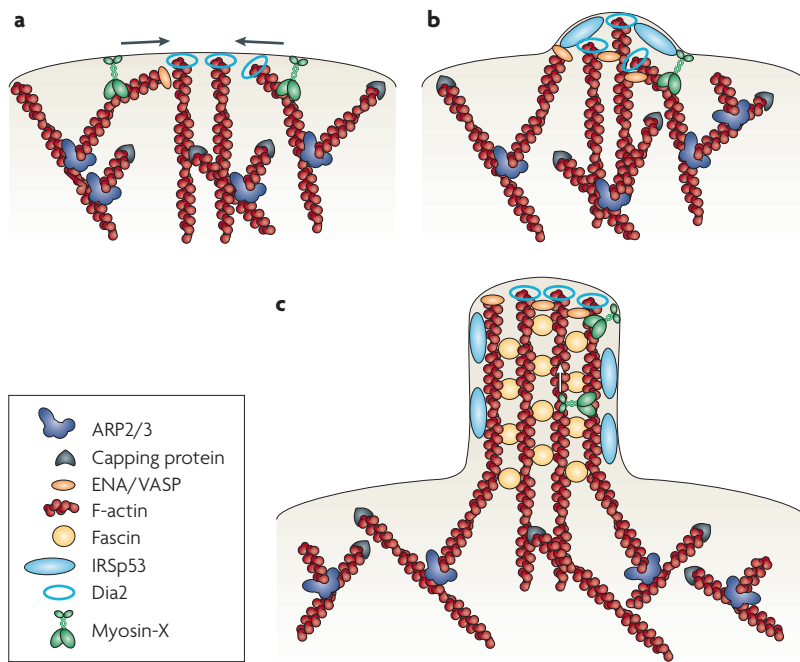 a
b
c
ARP2/3
Capping protein
ENA/VASP
F-actin
Fascin
IRSp53
Dia2
Myosin-X